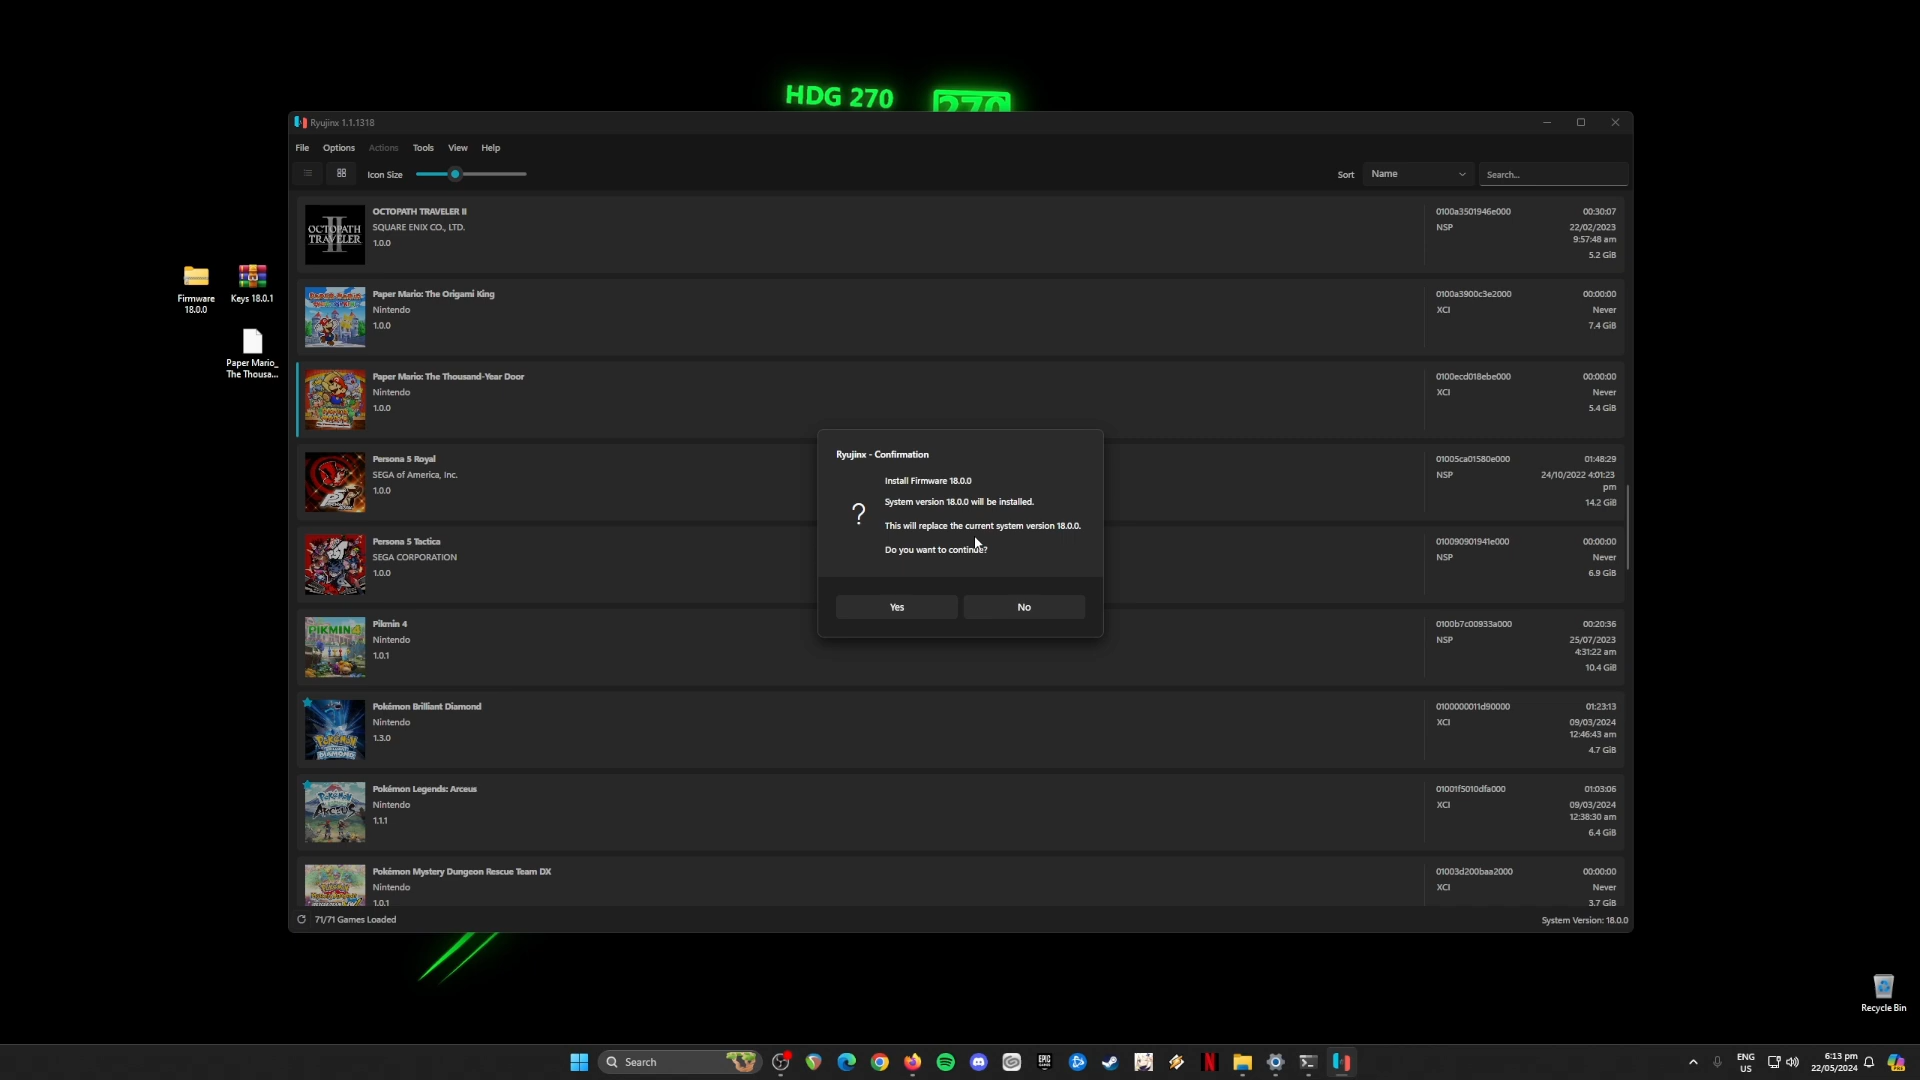 HDG 270
270
Ryujinx 1.1.1318
File Options Actions Tools View Help
Icon Size
Sort Name Search...
OCTOPATH TRAVELER II
SQUARE ENIX CO., LTD.
1.0.0
0100a3501946e000
NSP
00:30:07
22/02/2023
9:57:48 am
5.2 GiB
Paper Mario: The Origami King
Nintendo
1.0.0
0100a3900c3e2000
XCI
00:00:00
Never
7.4 GiB
Paper Mario: The Thousand-Year Door
Nintendo
1.0.0
0100ecd018ebe000
XCI
00:00:00
Never
5.4 GiB
Persona 5 Royal
SEGA of America, Inc.
1.0.0
01005ca01580e000
NSP
01:48:29
24/10/2022 4:01:23
pm
14.2 GiB
Persona 5 Tactica
SEGA CORPORATION
1.0.0
010090901941e000
NSP
00:00:00
Never
6.9 GiB
Pikmin 4
Nintendo
1.0.1
0100b7c00933a000
NSP
00:20:36
25/07/2023
4:31:22 am
10.4 GiB
Pokémon Brilliant Diamond
Nintendo
1.3.0
0100000011d90000
XCI
01:23:13
09/03/2024
12:46:43 am
4.7 GiB
Pokémon Legends: Arceus
Nintendo
1.1.1
01001f5010dfa000
XCI
01:03:06
09/03/2024
12:38:30 am
6.4 GiB
Pokémon Mystery Dungeon Rescue Team DX
Nintendo
1.0.1
01003d200baa2000
XCI
00:00:00
Never
3.7 GiB
71/71 Games Loaded
System Version: 18.0.0
Ryujinx - Confirmation
Install Firmware 18.0.0
System version 18.0.0 will be installed.
This will replace the current system version 18.0.0.
Do you want to continue?
Yes No
Firmware
18.0.0
Keys 18.0.1
Paper Mario_
The Thousa...
OCTOPATH
TRAVELER
II
PIKMIN 4
Recycle Bin
Search
ENG
US
6:13 pm
22/05/2024